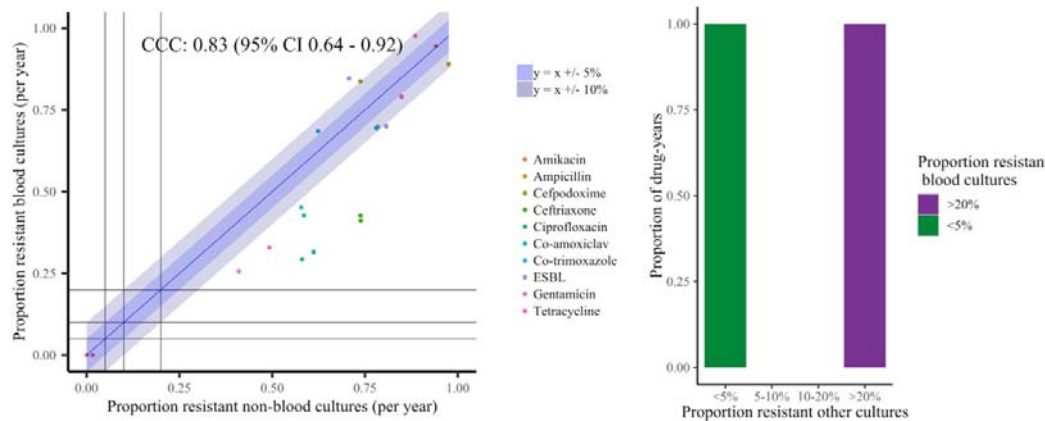 CCC: 0.83 (95% CI 0.64 - 0.92)
Proportion resistant blood cultures (per year)
1.00
0.75
0.50
0.25
0.00
0.00 0.25 0.50 0.75 1.00
Proportion resistant non-blood cultures (per year)
y = x +/- 5%
y = x +/- 10%
Amikacin
Ampicillin
Cefpodoxime
Ceftriaxone
Ciprofloxacin
Co-amoxiclav
Co-trimoxazole
ESBL
Gentamicin
Tetracycline
Proportion of drug-years
1.00
0.75
0.50
0.25
0.00
<5% 5-10% 10-20% >20%
Proportion resistant other cultures
Proportion resistant
blood cultures
>20%
<5%